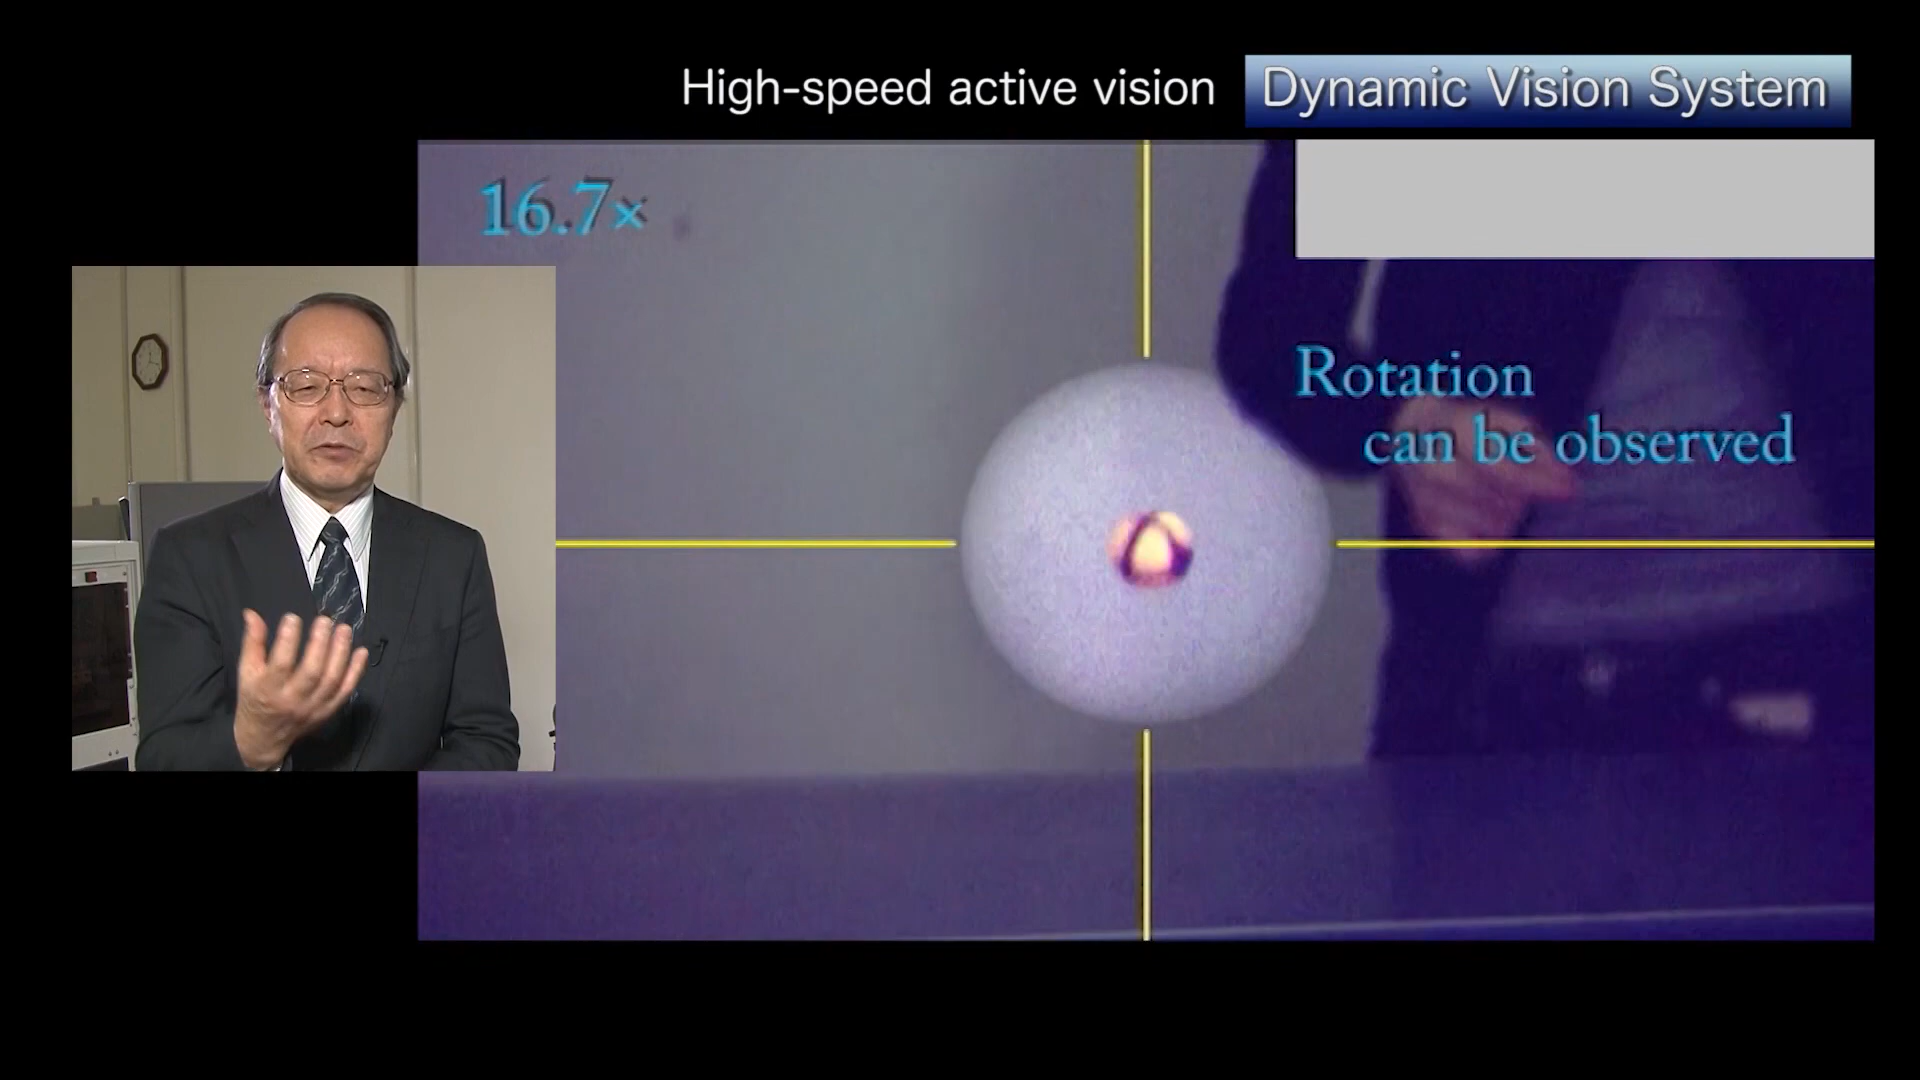 High-speed active vision Dynamic Vision System
16.7×
Rotation
can be observed